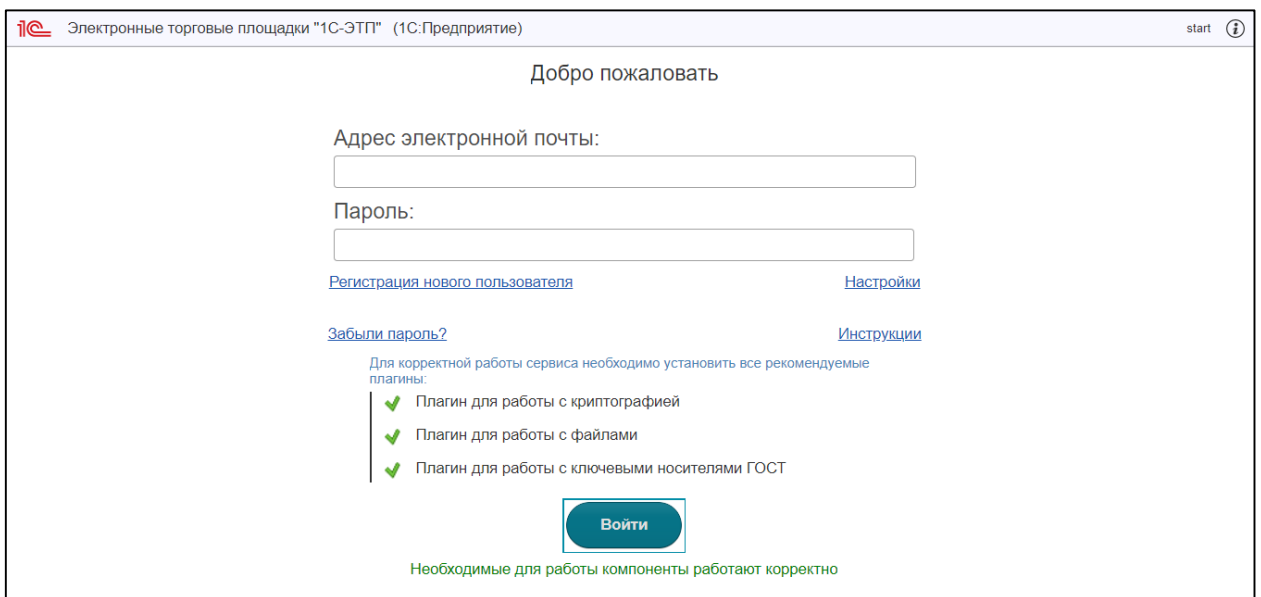 1С Электронные торговые площадки "1С-ЭТП" (1С:Предприятие) start i
Добро пожаловать
Адрес электронной почты:
Пароль:
Регистрация нового пользователя Настройки
Забыли пароль? Инструкции
Для корректной работы сервиса необходимо установить все рекомендуемые
плагины:
Плагин для работы с криптографией
Плагин для работы с файлами
Плагин для работы с ключевыми носителями ГОСТ
Войти
Необходимые для работы компоненты работают корректно